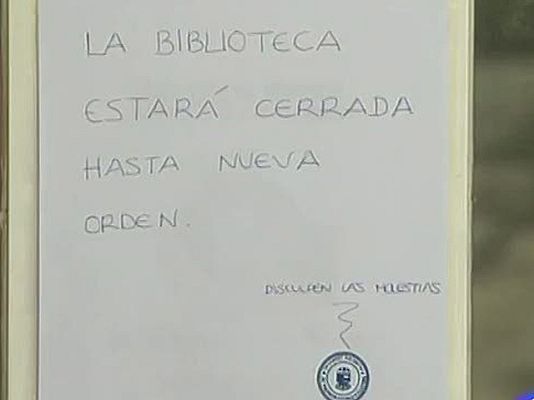 LA BIBLIOTECA
ESTARÁ CERRADA
HASTA NUEVA
ORDEN.
DISCULPEN LAS MOLESTIAS